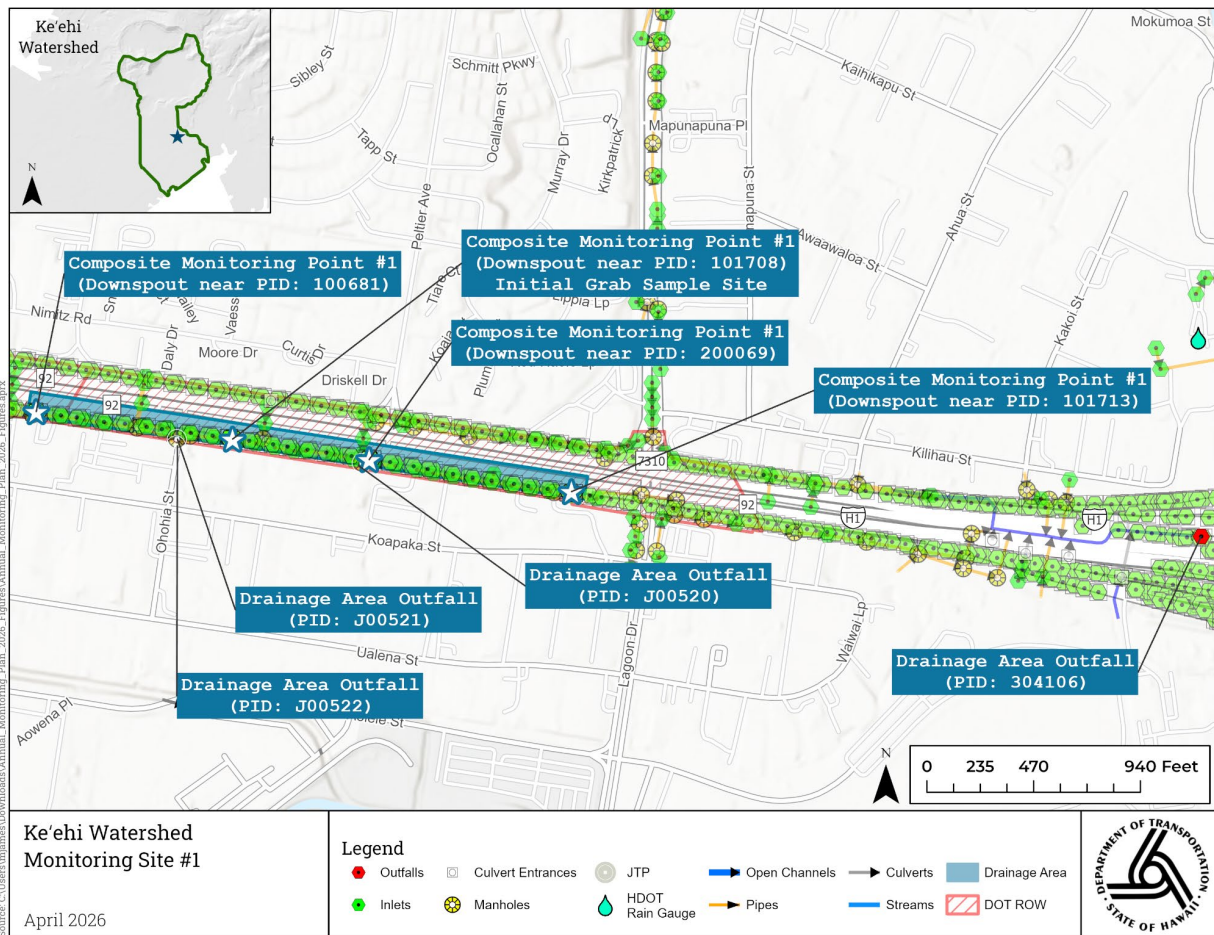 Ke‘ehi
Watershed
N
Mokumoa St
Sibley St
Schmitt Pkwy
Kaihikapu St
Ocallahan St
Tapp St
Murray Dr
Kirkpatrick
Mapunapuna Pl
Peltier Ave
Ahua St
Awaawaloa St
Composite Monitoring Point #1
(Downspout near PID: 101708)
Initial Grab Sample Site
Composite Monitoring Point #1
(Downspout near PID: 100681)
Kakoi St
Nimitz Rd
Daly Dr
Moore Dr
Curtis Dr
Driskell Dr
Composite Monitoring Point #1
(Downspout near PID: 200069)
Composite Monitoring Point #1
(Downspout near PID: 101713)
92
92
7310
92
Kilihau St
H1
H1
Ohohia St
Koapaka St
Drainage Area Outfall
(PID: J00520)
Drainage Area Outfall
(PID: J00521)
Lagoon Dr
Waiwai Lp
Ualena St
Drainage Area Outfall
(PID: 304106)
Drainage Area Outfall
(PID: J00522)
Aowena Pl
N
0 235 470 940 Feet
Ke‘ehi Watershed
Monitoring Site #1
April 2026
Legend
Outfalls
Culvert Entrances
JTP
Open Channels
Culverts
Drainage Area
Inlets
Manholes
HDOT
Rain Gauge
Pipes
Streams
DOT ROW
DEPARTMENT OF TRANSPORTATION
STATE OF HAWAII